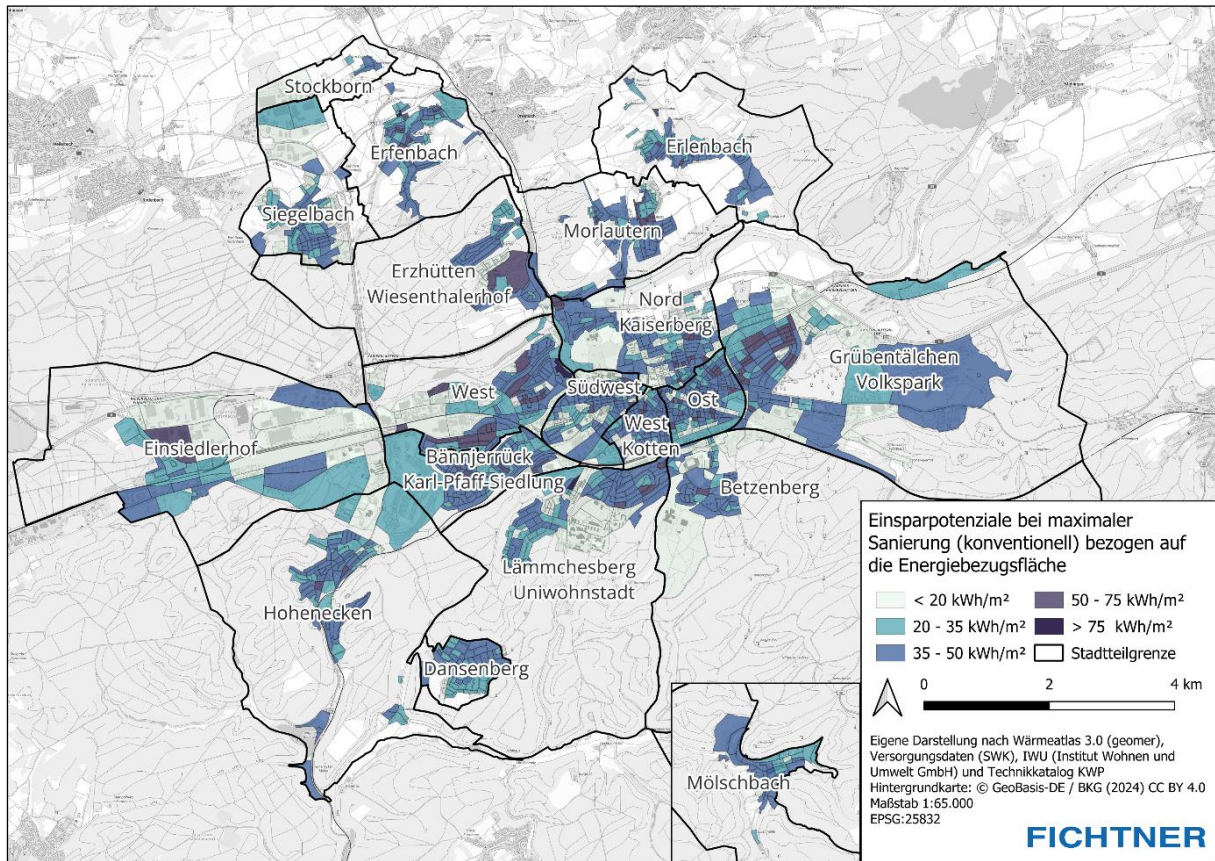 Stockborn
Erfenbach
Erlenbach
Siegelbach
Morlautern
Erzhütten
Wiesenthalerhof
Nord
Kaiserberg
Grübentälchen
Volkspark
West
Südwest
Ost
West
Kotten
Einsiedlerhof
Bännjerrück
Karl-Pfaff-Siedlung
Betzenberg
Lämmchesberg
Uniwohnstadt
Hohenecken
Dansenberg
Mölschbach
Einsparpotenziale bei maximaler
Sanierung (konventionell) bezogen auf
die Energiebezugsfläche
< 20 kWh/m² 50 - 75 kWh/m²
20 - 35 kWh/m² > 75 kWh/m²
35 - 50 kWh/m² Stadtteilgrenze
0 2 4 km
Eigene Darstellung nach Wärmeatlas 3.0 (geomer),
Versorgungsdaten (SWK), IWU (Institut Wohnen und
Umwelt GmbH) und Technikkatalog KWP
Hintergrundkarte: © GeoBasis-DE / BKG (2024) CC BY 4.0
Maßstab 1:65.000
EPSG:25832
FICHTNER